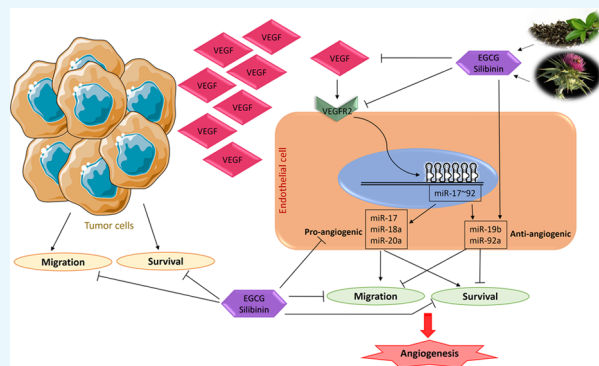 VEGF
VEGF
VEGF
VEGF
VEGF
VEGF
VEGF
VEGF
VEGF
EGCG
Silibinin
VEGFR2
Endothelial cell
miR-17~92
Tumor cells
Pro-angiogenic
miR-17
miR-18a
miR-20a
miR-19b
miR-92a
Anti-angiogenic
Migration
Survival
EGCG
Silibinin
Migration
Survival
Angiogenesis